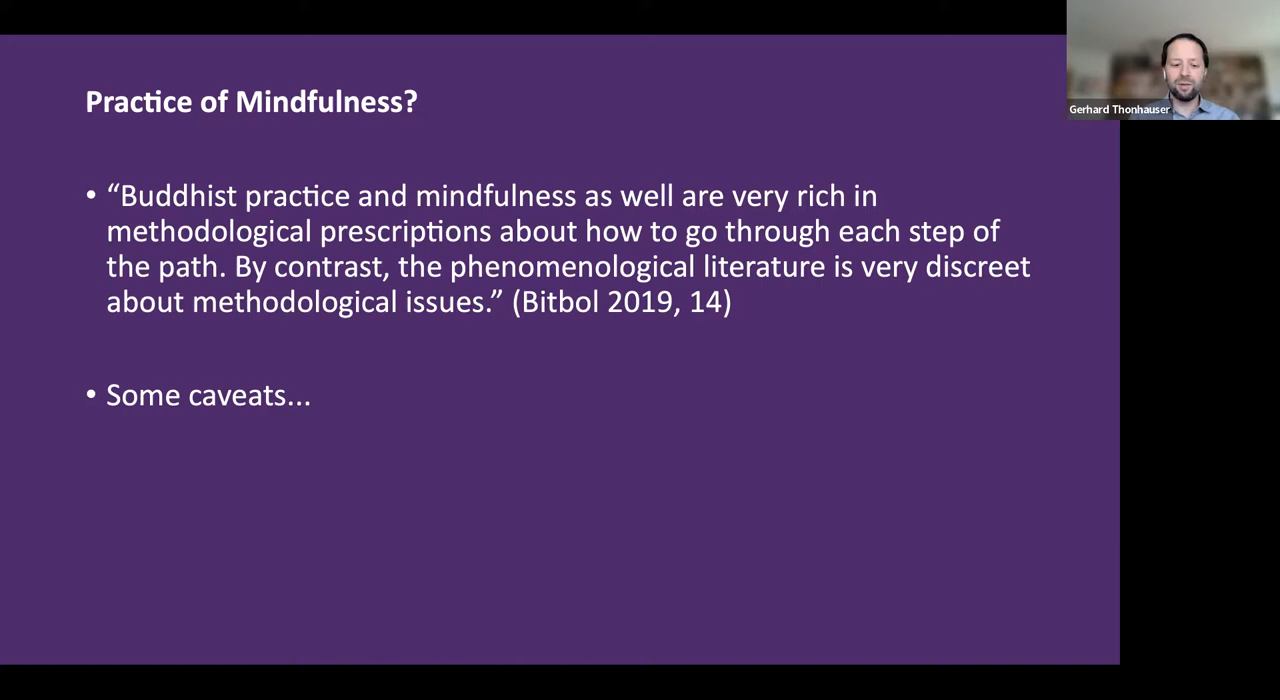 Practice of Mindfulness?
• “Buddhist practice and mindfulness as well are very rich in
methodological prescriptions about how to go through each step of
the path. By contrast, the phenomenological literature is very discreet
about methodological issues.” (Bitbol 2019, 14)
• Some caveats...
Gerhard Thonhauser